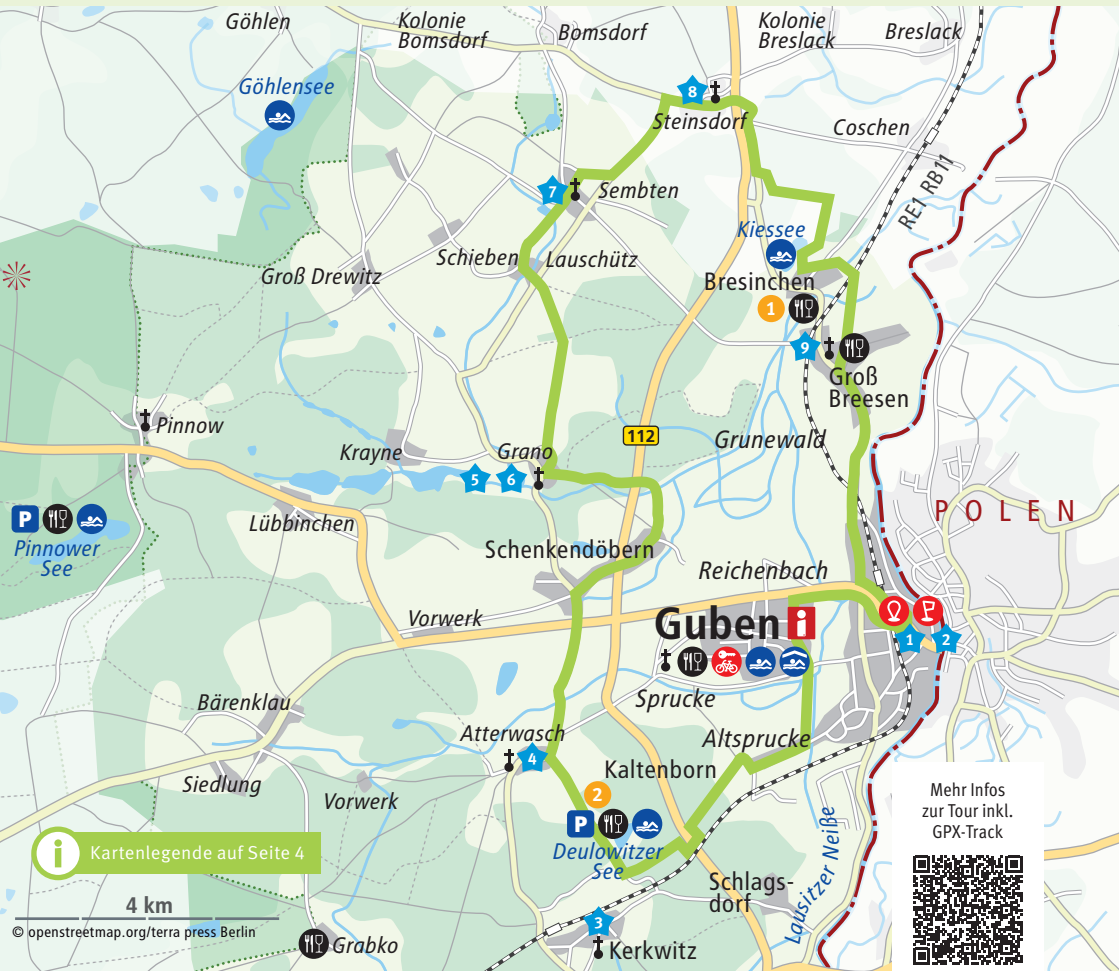 Göhlen
Kolonie
Bomsdorf
Bomsdorf
Kolonie
Breslack
Breslack
Göhlensee
8
Steinsdorf
Coschen
RE1 RB11
7
Sembten
Kiessee
Schieben
Lauschütz
Groß Drewitz
Bresinchen
1
9
Groß
Breesen
Pinnow
112
Grunewald
Krayne
Grano
5
6
POLEN
P
Pinnower
See
Lübbinchen
Schenkendöbern
Reichenbach
Vorwerk
Guben
i
1
2
Sprucke
Bärenklau
Atterwasch
4
Altsprucke
Kaltenborn
Siedlung
Vorwerk
2
P
Deulowitzer
See
i
Kartenlegende auf Seite 4
Schlags-
dorf
Lausitzer Neiße
Mehr Infos
zur Tour inkl.
GPX-Track
4 km
© openstreetmap.org/terra press Berlin
3
Grabko
Kerkwitz